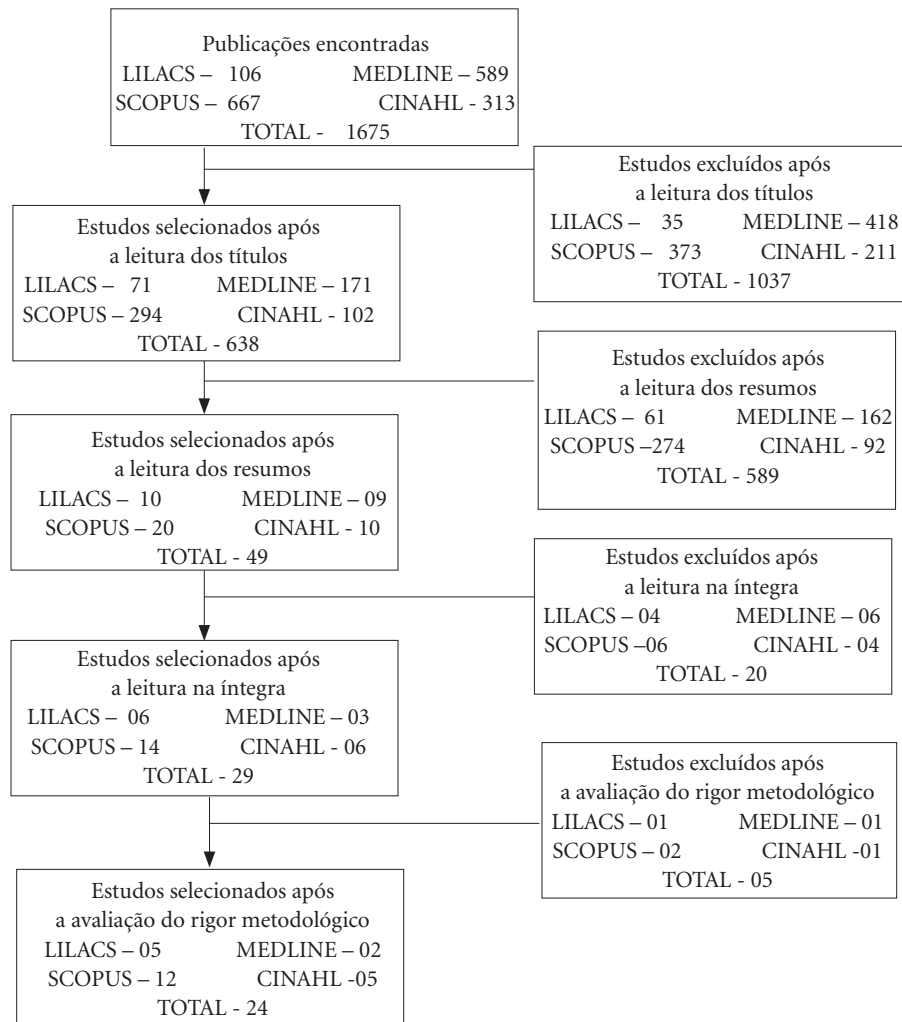 Publicações encontradas
LILACS – 106 MEDLINE – 589
SCOPUS – 667 CINAHL - 313
TOTAL - 1675
Estudos excluídos após
a leitura dos títulos
LILACS – 35 MEDLINE – 418
SCOPUS – 373 CINAHL - 211
TOTAL - 1037
Estudos selecionados após
a leitura dos títulos
LILACS – 71 MEDLINE – 171
SCOPUS – 294 CINAHL - 102
TOTAL - 638
Estudos excluídos após
a leitura dos resumos
LILACS – 61 MEDLINE – 162
SCOPUS –274 CINAHL - 92
TOTAL - 589
Estudos selecionados após
a leitura dos resumos
LILACS – 10 MEDLINE – 09
SCOPUS – 20 CINAHL - 10
TOTAL - 49
Estudos excluídos após
a leitura na íntegra
LILACS – 04 MEDLINE – 06
SCOPUS –06 CINAHL - 04
TOTAL - 20
Estudos selecionados após
a leitura na íntegra
LILACS – 06 MEDLINE – 03
SCOPUS – 14 CINAHL - 06
TOTAL - 29
Estudos excluídos após
a avaliação do rigor metodológico
LILACS – 01 MEDLINE – 01
SCOPUS – 02 CINAHL -01
TOTAL - 05
Estudos selecionados após
a avaliação do rigor metodológico
LILACS – 05 MEDLINE – 02
SCOPUS – 12 CINAHL -05
TOTAL - 24